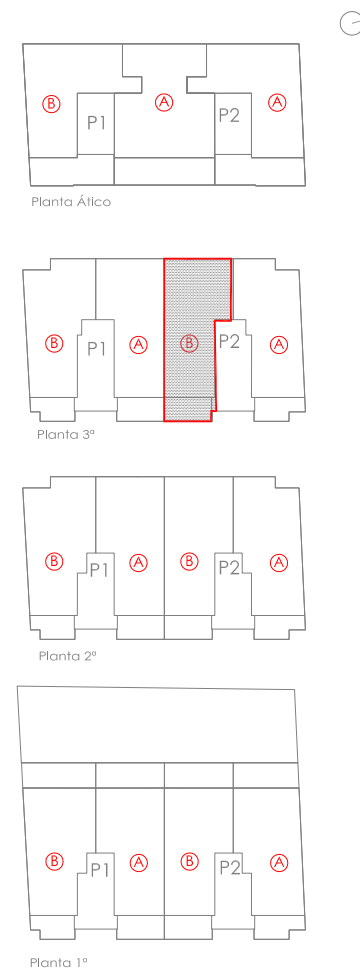 B P1 A P2 A
Planta Ático
B P1 A B P2 A
Planta 3ª
B P1 A B P2 A
Planta 2º
B P1 A B P2 A
Planta 1º